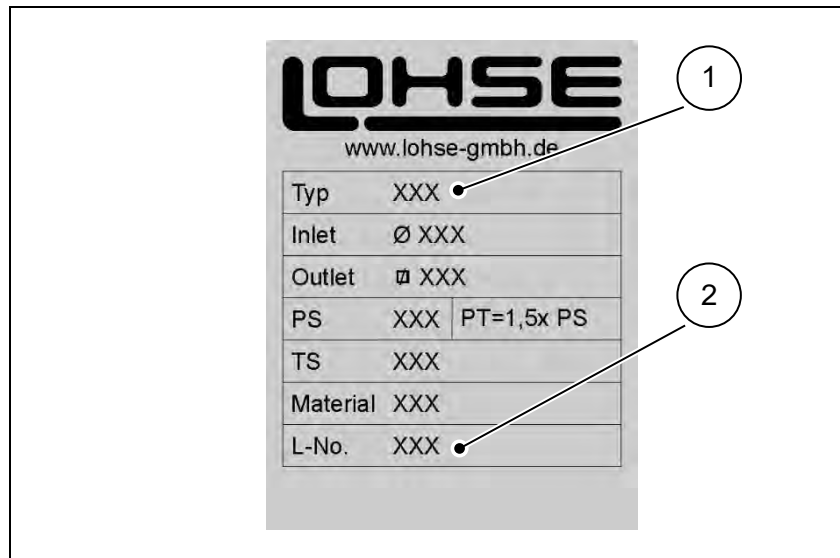 LOHSE
1
www.lohse-gmbh.de
Typ XXX
Inlet Ø XXX
Outlet ⌑ XXX
2
PS XXX PT=1,5x PS
TS XXX
Material XXX
L-No. XXX